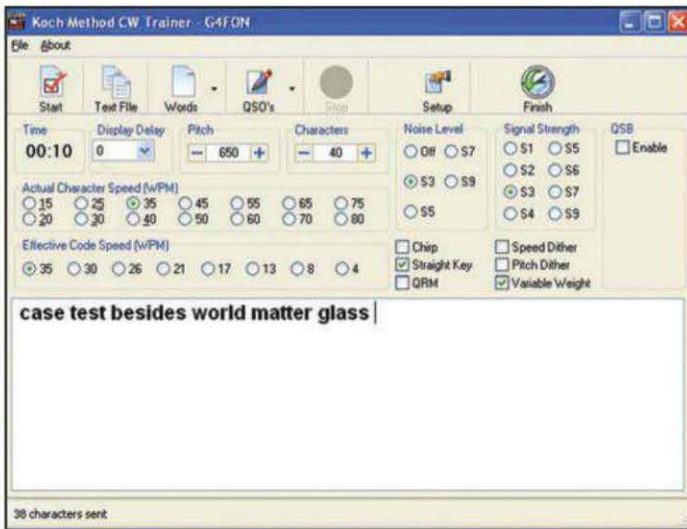 Koch Method CW Trainer - G4FON
File About
Start Text File Words QSO's Stop Setup Finish
Time Display Delay Pitch Characters Noise Level Signal Strength QSB
00:10 0 650 40 Off S7 S1 S5 Enable
S2 S6
Actual Character Speed (WPM) S3 S9 S3 S7
15 25 35 45 55 65 75
20 30 40 50 60 70 80 S5 S4 S9
Effective Code Speed (WPM) Chirp Speed Dither
35 30 26 21 17 13 8 4 Straight Key Pitch Dither
QRM Variable Weight
case test besides world matter glass
38 characters sent